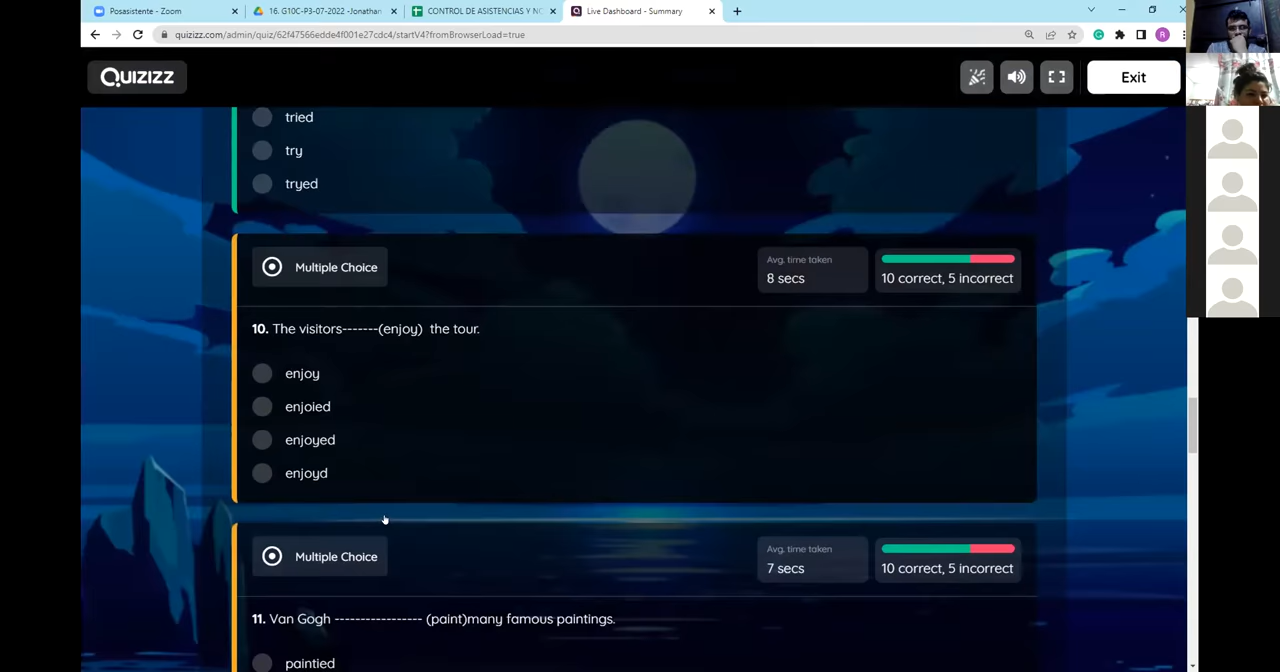 Posasistente - Zoom
16. G10C-P3-07-2022 -Jonathan
CONTROL DE ASISTENCIAS Y NO
Live Dashboard - Summary
quizizz.com/admin/quiz/62f47566edde4f001e27cdc4/startV4?fromBrowserLoad=true
R
QUIZIZZ
Exit
tried
try
tryed
Multiple Choice
Avg. time taken
8 secs
10 correct, 5 incorrect
10. The visitors-------(enjoy) the tour.
enjoy
enjoied
enjoyed
enjoyd
Multiple Choice
Avg. time taken
7 secs
10 correct, 5 incorrect
11. Van Gogh ----------------- (paint)many famous paintings.
paintied